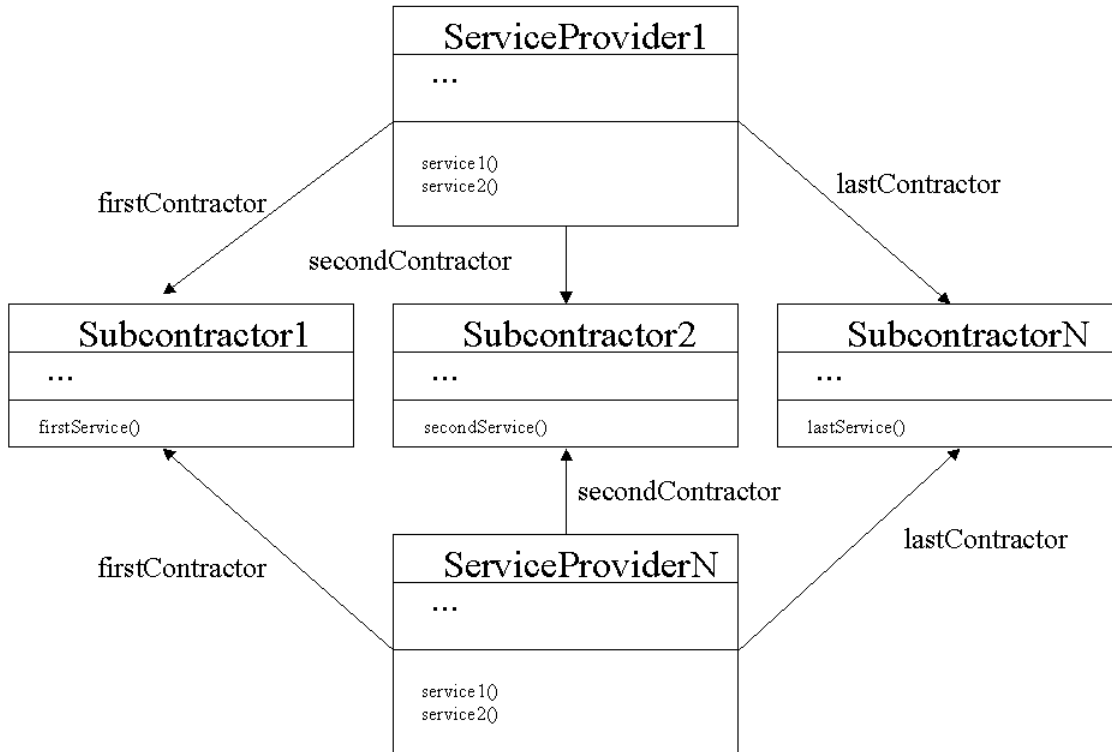 ServiceProvider1
...
service1()
service2()
firstContractor
lastContractor
secondContractor
Subcontractor1
...
firstService()
Subcontractor2
...
secondService()
SubcontractorN
...
lastService()
secondContractor
firstContractor
lastContractor
ServiceProviderN
...
service1()
service2()